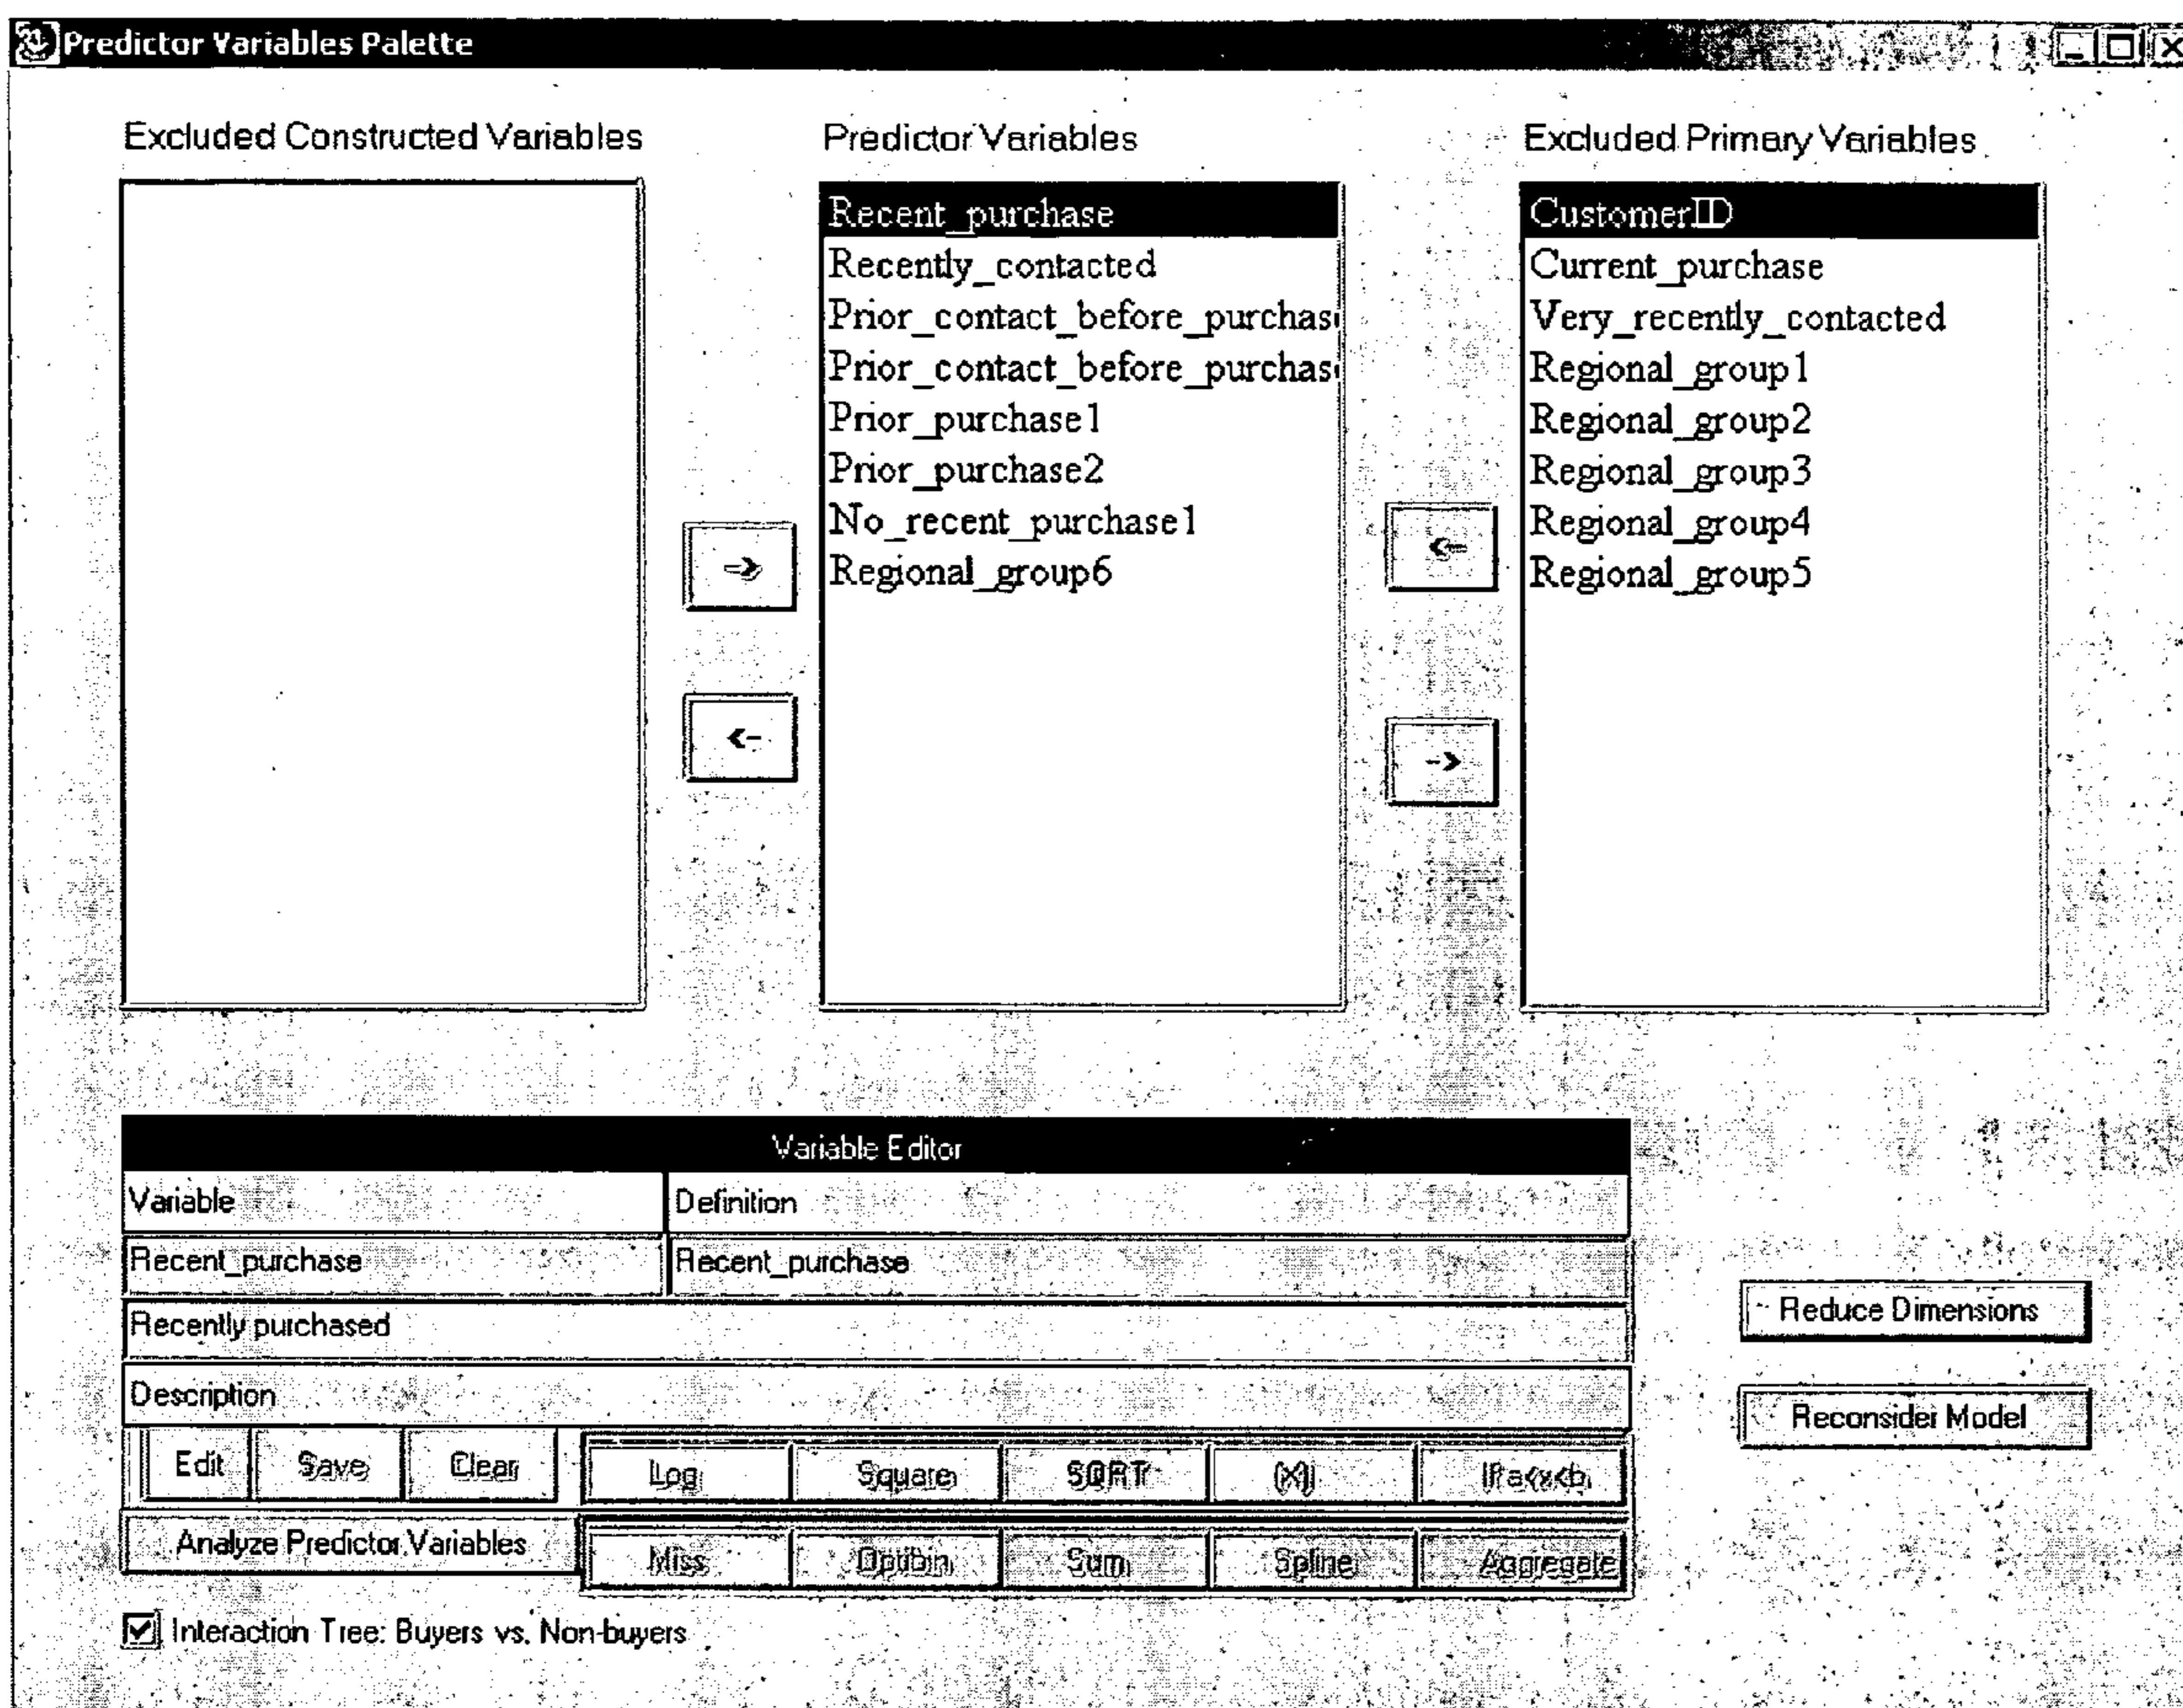 Predictor Variables Palette
Excluded Constructed Variables
Predictor Variables
Recent_purchase
Recently_contacted
Prior_contact_before_purchas
Prior_contact_before_purchas
Prior_purchase1
Prior_purchase2
No_recent_purchase1
Regional_group6
Excluded Primary Variables
CustomerID
Current_purchase
Very_recently_contacted
Regional_group1
Regional_group2
Regional_group3
Regional_group4
Regional_group5
=>
<-
<=
->
Variable Editor
Variable Definition
Recent_purchase Recent_purchase
Recently purchased
Description
Edit Save Clear Log Square SQRT (X) IF a<x<b
Analyze Predictor Variables Miss Optibin Sum Spline Aggregate
Interaction Tree: Buyers vs. Non-buyers
Reduce Dimensions
Reconsider Model